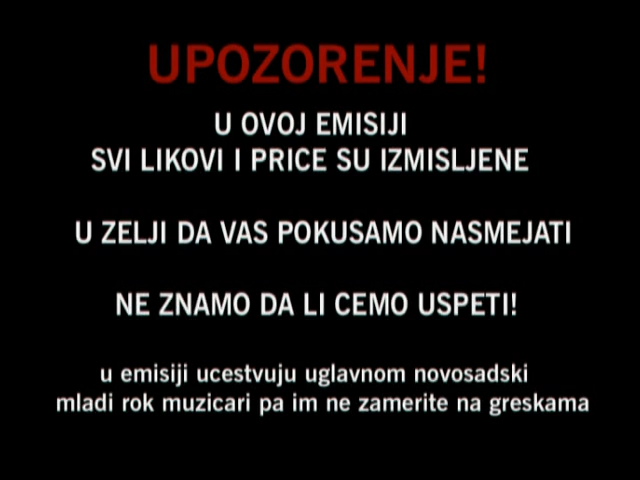 UPOZORENJE!
U OVOJ EMISIJI
SVI LIKOVI I PRICE SU IZMISLJENE
U ZELJI DA VAS POKUSAMO NASMEJATI
NE ZNAMO DA LI CEMO USPETI!
u emisiji ucestvuju uglavnom novosadski
mladi rok muzicari pa im ne zamerite na greskama